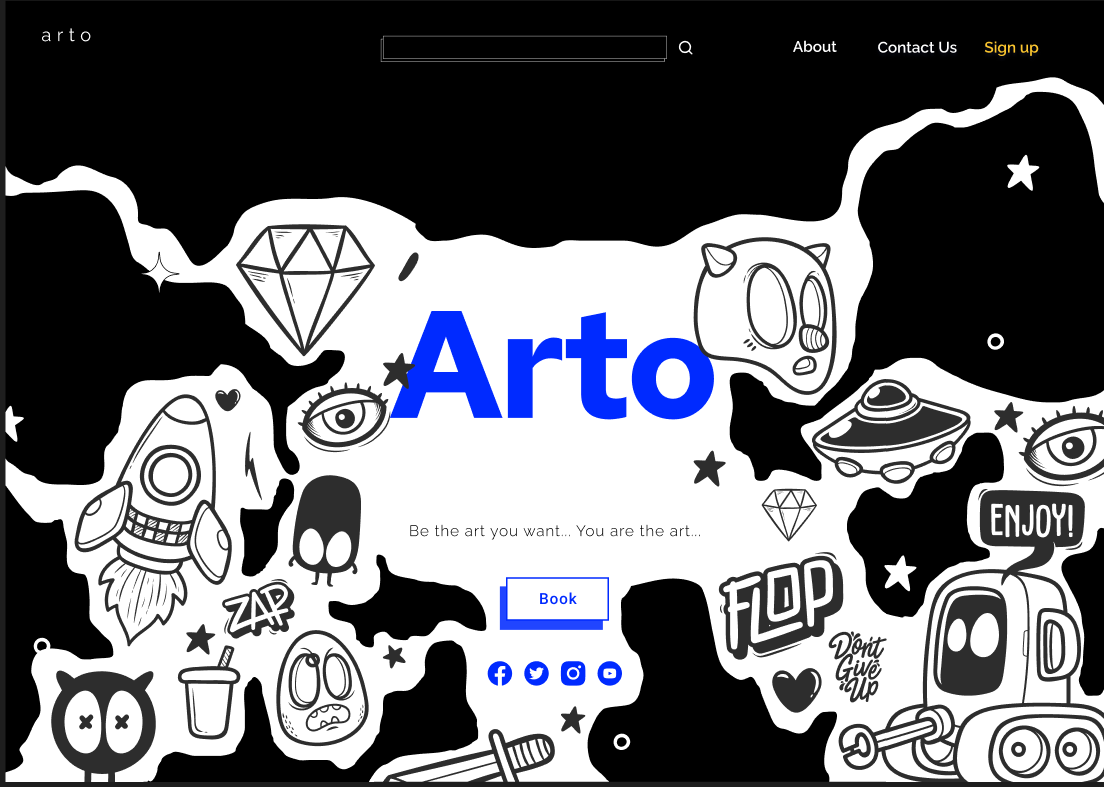 arto
About
Contact Us
Sign up
Arto
ENJOY!
Be the art you want... You are the art...
FLOP
Book
ZAP
Don't
Give
Up